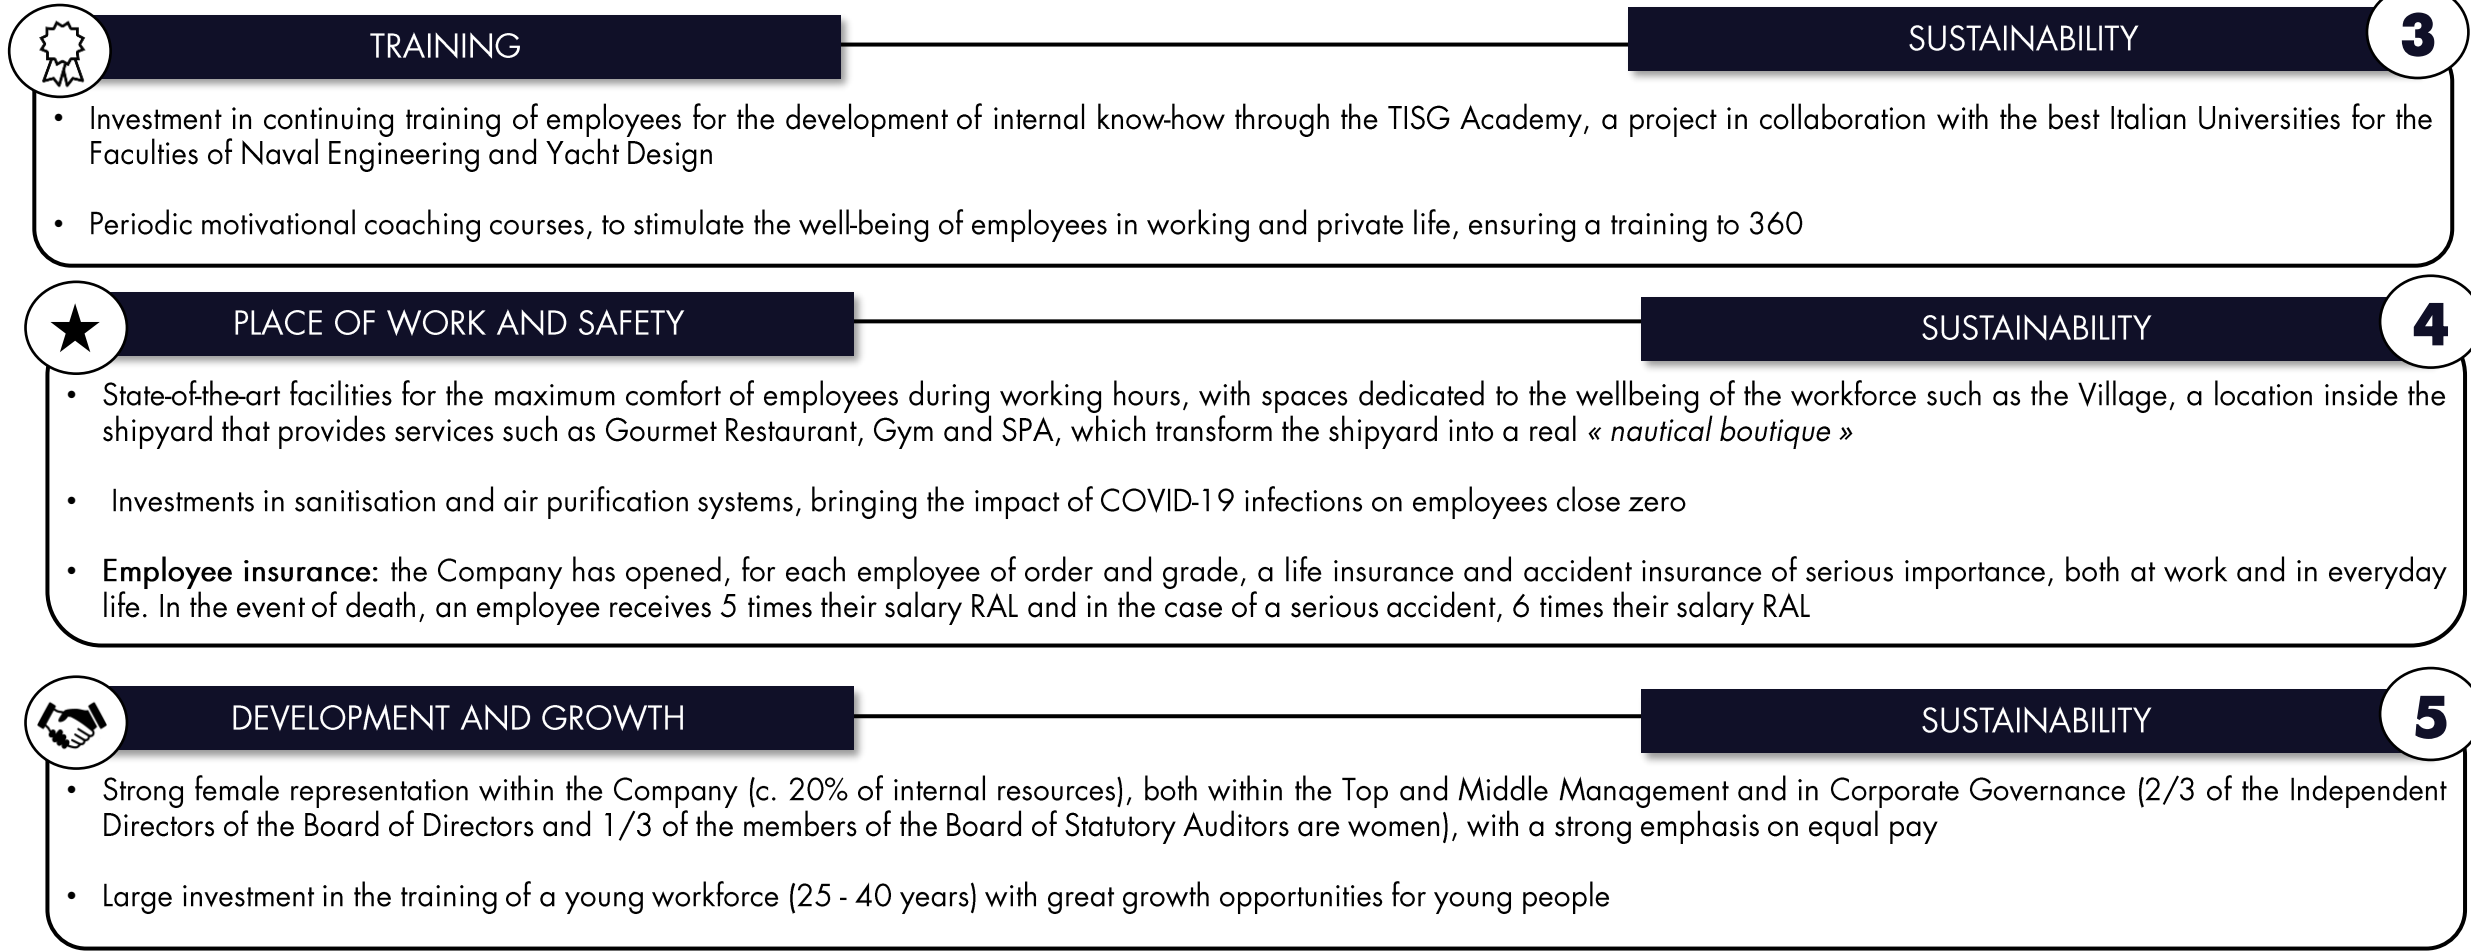 TRAINING
SUSTAINABILITY
3
• Investment in continuing training of employees for the development of internal know-how through the TISG Academy, a project in collaboration with the best Italian Universities for the
Faculties of Naval Engineering and Yacht Design
• Periodic motivational coaching courses, to stimulate the well-being of employees in working and private life, ensuring a training to 360
PLACE OF WORK AND SAFETY
SUSTAINABILITY
4
• State-of-the-art facilities for the maximum comfort of employees during working hours, with spaces dedicated to the wellbeing of the workforce such as the Village, a location inside the
shipyard that provides services such as Gourmet Restaurant, Gym and SPA, which transform the shipyard into a real « nautical boutique »
• Investments in sanitisation and air purification systems, bringing the impact of COVID-19 infections on employees close zero
• Employee insurance: the Company has opened, for each employee of order and grade, a life insurance and accident insurance of serious importance, both at work and in everyday
life. In the event of death, an employee receives 5 times their salary RAL and in the case of a serious accident, 6 times their salary RAL
DEVELOPMENT AND GROWTH
SUSTAINABILITY
5
• Strong female representation within the Company (c. 20% of internal resources), both within the Top and Middle Management and in Corporate Governance (2/3 of the Independent
Directors of the Board of Directors and 1/3 of the members of the Board of Statutory Auditors are women), with a strong emphasis on equal pay
• Large investment in the training of a young workforce (25 - 40 years) with great growth opportunities for young people